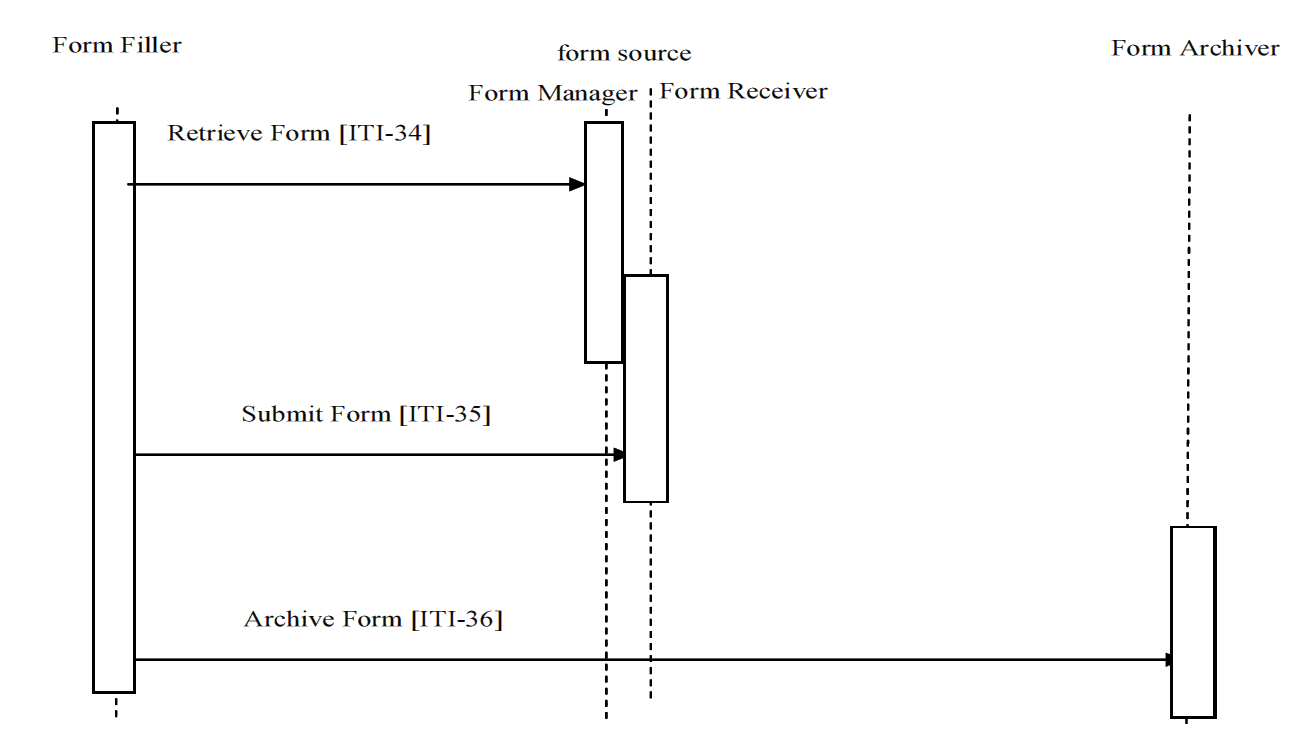 Form Filler
form source
Form Archiver
Form Manager
Form Receiver
Retrieve Form [ITI-34]
Submit Form [ITI-35]
Archive Form [ITI-36]